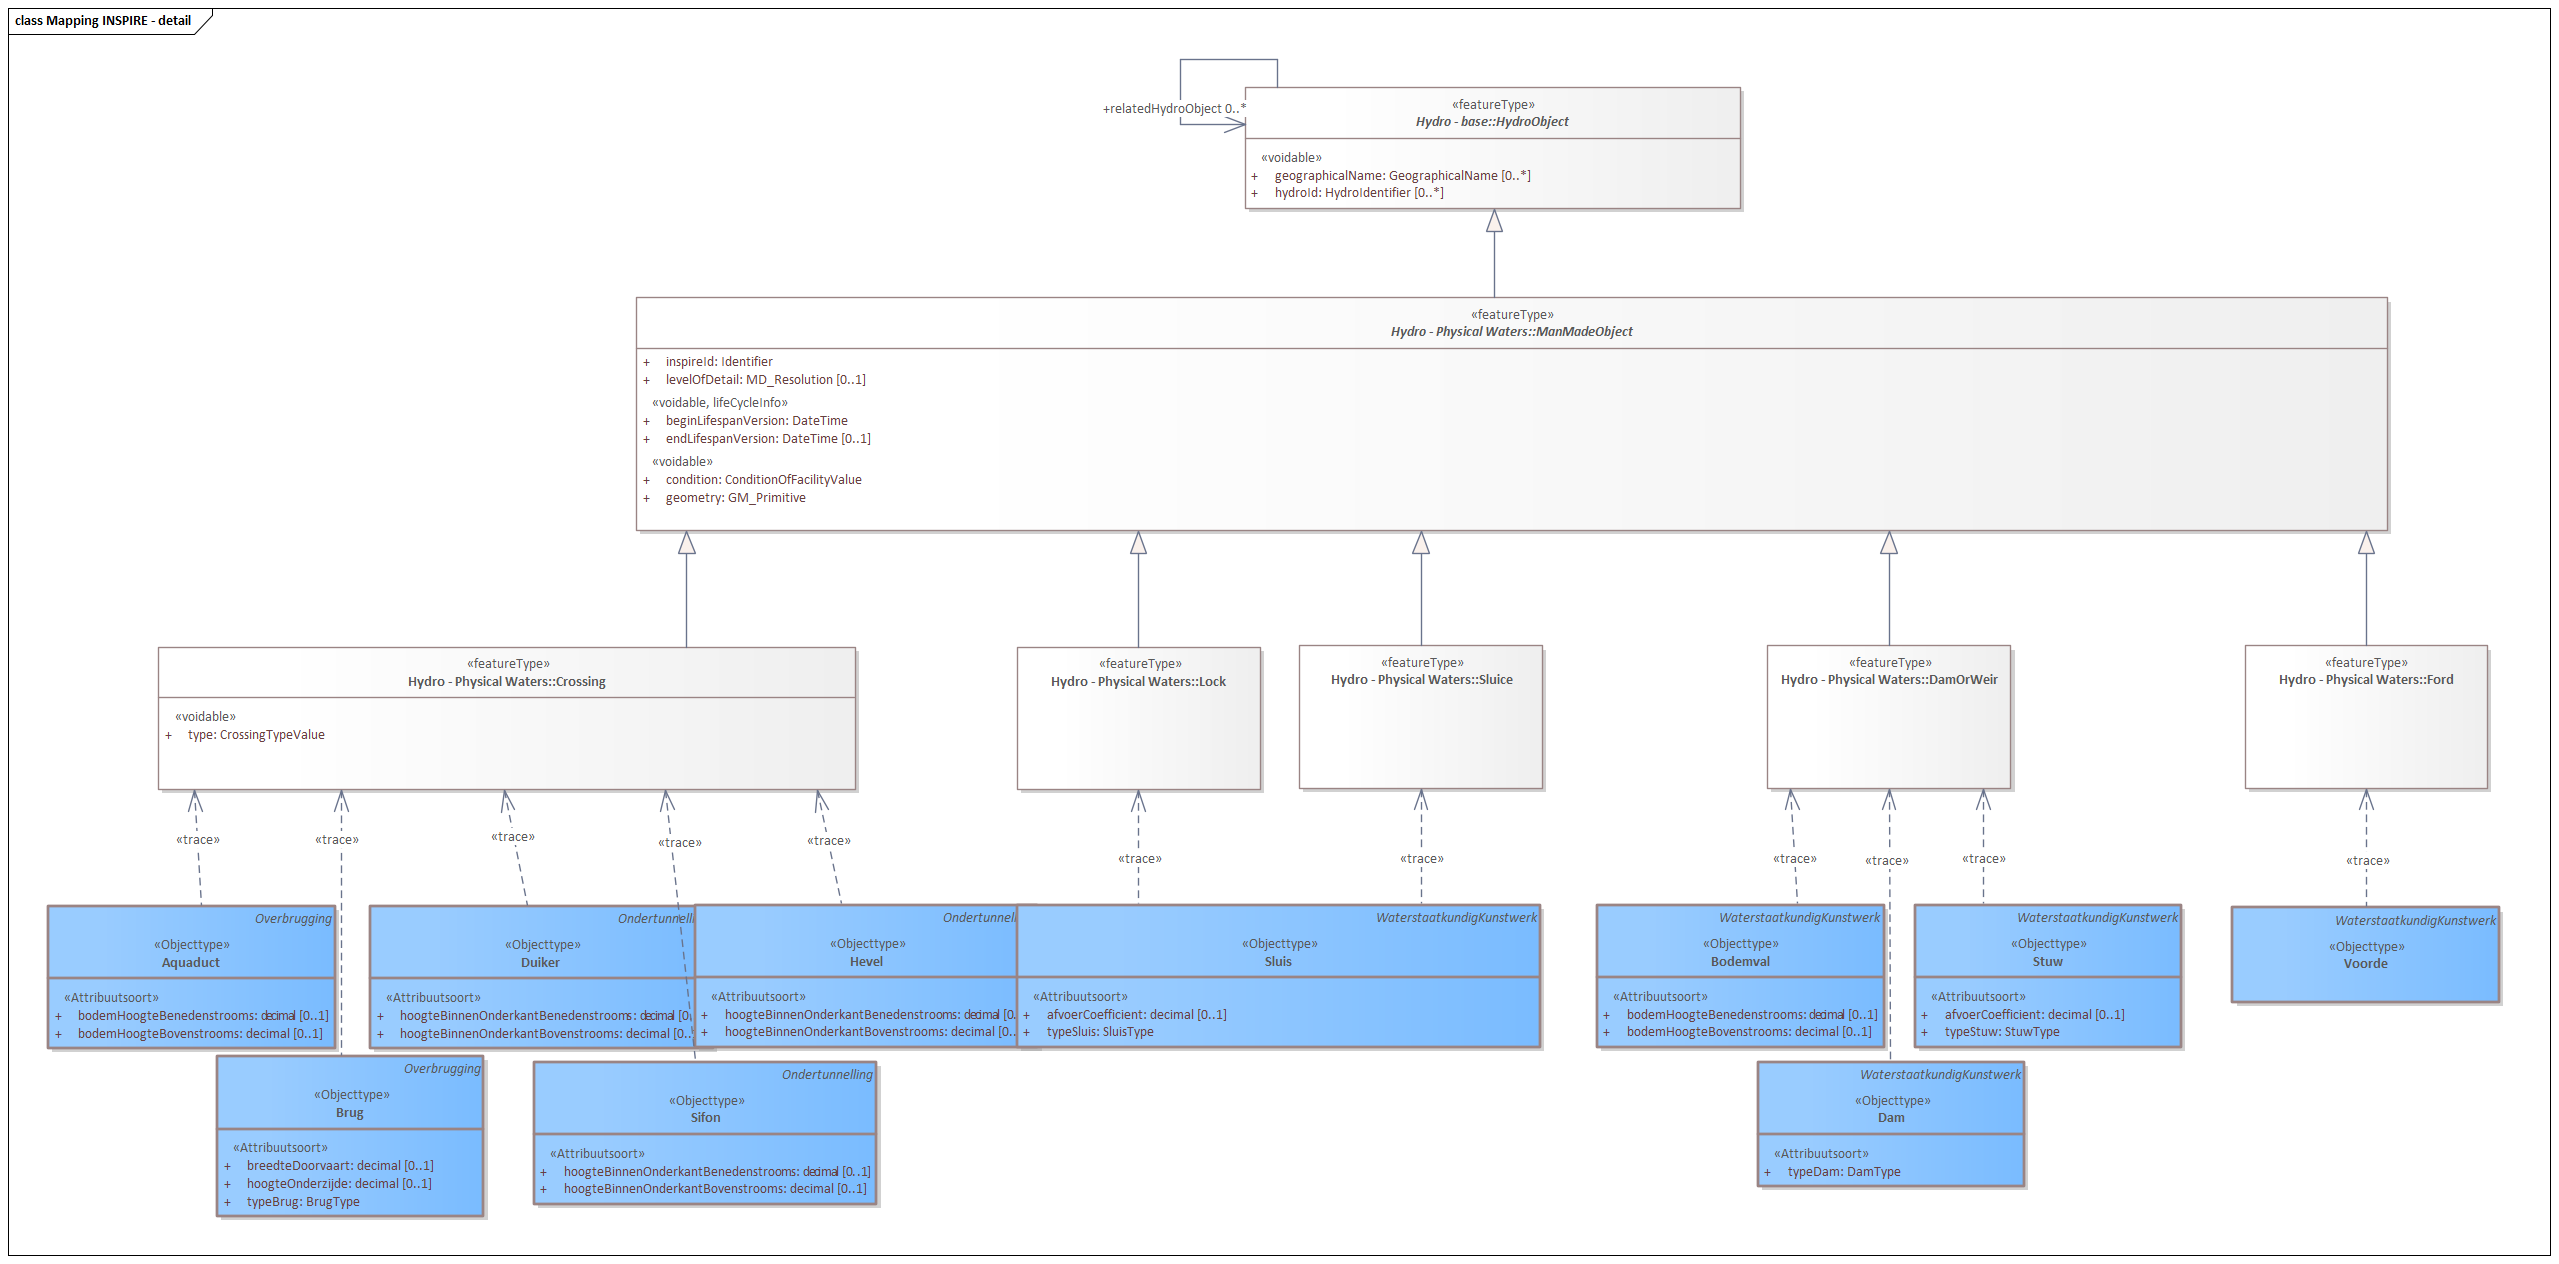 class Mapping INSPIRE - detail
+relatedHydroObject 0..*
«featureType»
Hydro - base::HydroObject
«voidable»
+ geographicalName: GeographicalName [0..*]
+ hydroId: HydroIdentifier [0..*]
«featureType»
Hydro - Physical Waters::ManMadeObject
+ inspireId: Identifier
+ levelOfDetail: MD_Resolution [0..1]
«voidable, lifeCycleInfo»
+ beginLifespanVersion: DateTime
+ endLifespanVersion: DateTime [0..1]
«voidable»
+ condition: ConditionOfFacilityValue
+ geometry: GM_Primitive
«featureType»
Hydro - Physical Waters::Crossing
«voidable»
+ type: CrossingTypeValue
«featureType»
Hydro - Physical Waters::Lock
«featureType»
Hydro - Physical Waters::Sluice
«featureType»
Hydro - Physical Waters::DamOrWeir
«featureType»
Hydro - Physical Waters::Ford
«trace»
«trace»
«trace»
«trace»
«trace»
«trace»
«trace»
«trace»
«trace»
«trace»
«trace»
Overbrugging
«Objecttype»
Aquaduct
«Attribuutsoort»
+ bodemHoogteBenedenstrooms: decimal [0..1]
+ bodemHoogteBovenstrooms: decimal [0..1]
Ondertunnelli
«Objecttype»
Duiker
«Attribuutsoort»
+ hoogteBinnenOnderkantBenedenstrooms: decimal [0..
+ hoogteBinnenOnderkantBovenstrooms: decimal [0..
Ondertunnell
«Objecttype»
Hevel
«Attribuutsoort»
+ hoogteBinnenOnderkantBenedenstrooms: decimal [0..
+ hoogteBinnenOnderkantBovenstrooms: decimal [0..
WaterstaatkundigKunstwerk
«Objecttype»
Sluis
«Attribuutsoort»
+ afvoerCoefficient: decimal [0..1]
+ typeSluis: SluisType
WaterstaatkundigKunstwerk
«Objecttype»
Bodemval
«Attribuutsoort»
+ bodemHoogteBenedenstrooms: decimal [0..1]
+ bodemHoogteBovenstrooms: decimal [0..1]
WaterstaatkundigKunstwerk
«Objecttype»
Stuw
«Attribuutsoort»
+ afvoerCoefficient: decimal [0..1]
+ typeStuw: StuwType
WaterstaatkundigKunstwerk
«Objecttype»
Voorde
Overbrugging
«Objecttype»
Brug
«Attribuutsoort»
+ breedteDoorvaart: decimal [0..1]
+ hoogteOnderzijde: decimal [0..1]
+ typeBrug: BrugType
Ondertunnelling
«Objecttype»
Sifon
«Attribuutsoort»
+ hoogteBinnenOnderkantBenedenstrooms: decimal [0..1]
+ hoogteBinnenOnderkantBovenstrooms: decimal [0..1]
WaterstaatkundigKunstwerk
«Objecttype»
Dam
«Attribuutsoort»
+ typeDam: DamType